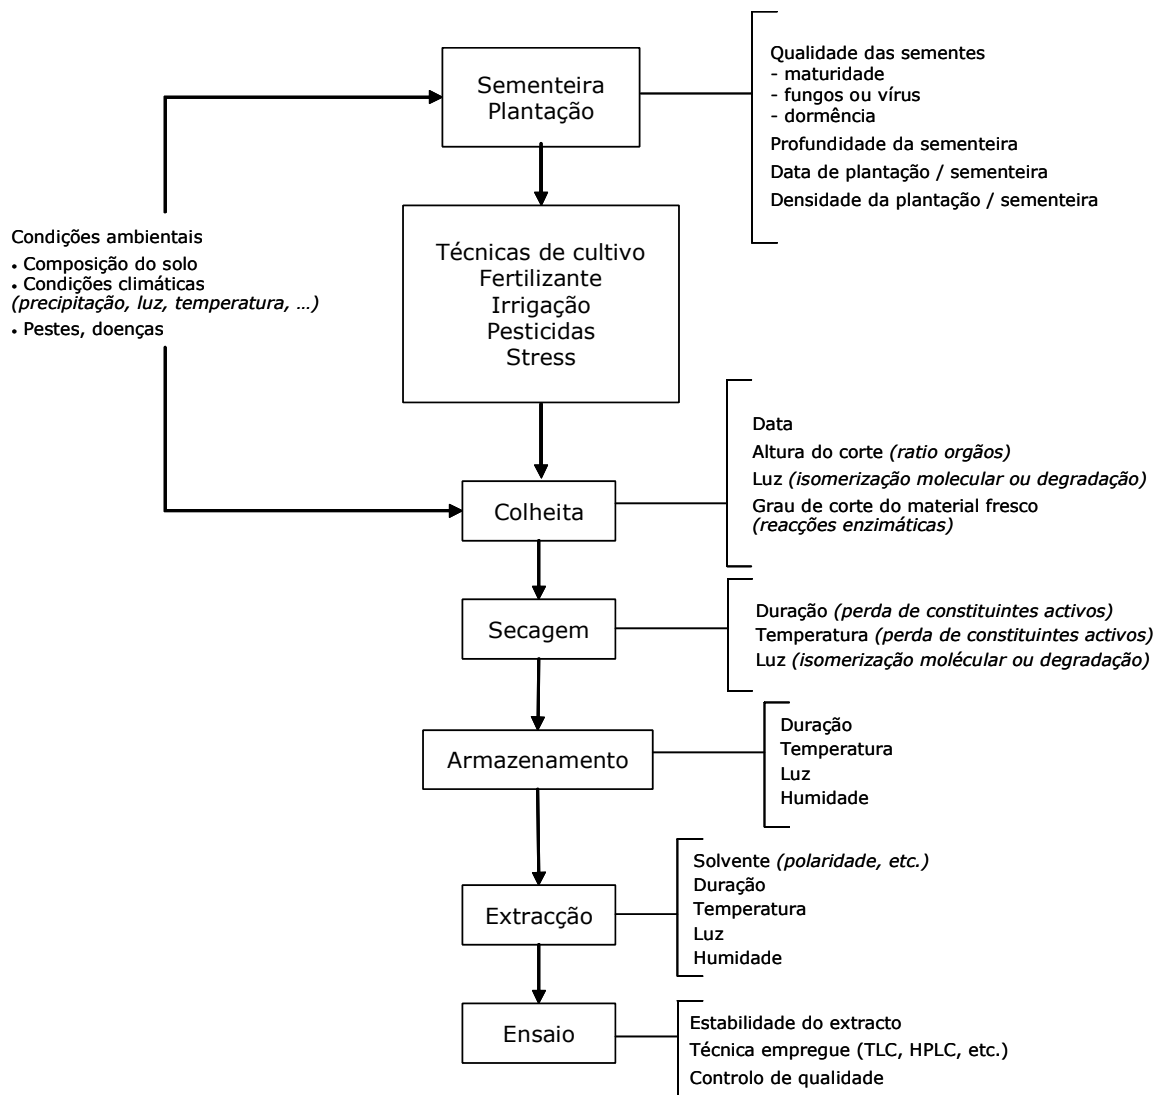 Sementeira
Plantação
Qualidade das sementes
- maturidade
- fungos ou vírus
- dormência
Profundidade da sementeira
Data de plantação / sementeira
Densidade da plantação / sementeira
Condições ambientais
• Composição do solo
• Condições climáticas
(precipitação, luz, temperatura, ...)
• Pestes, doenças
Técnicas de cultivo
Fertilizante
Irrigação
Pesticidas
Stress
Colheita
Data
Altura do corte (ratio orgãos)
Luz (isomerização molecular ou degradação)
Grau de corte do material fresco
(reacções enzimáticas)
Secagem
Duração (perda de constituintes activos)
Temperatura (perda de constituintes activos)
Luz (isomerização molécular ou degradação)
Armazenamento
Duração
Temperatura
Luz
Humidade
Extracção
Solvente (polaridade, etc.)
Duração
Temperatura
Luz
Humidade
Ensaio
Estabilidade do extracto
Técnica empregue (TLC, HPLC, etc.)
Controlo de qualidade